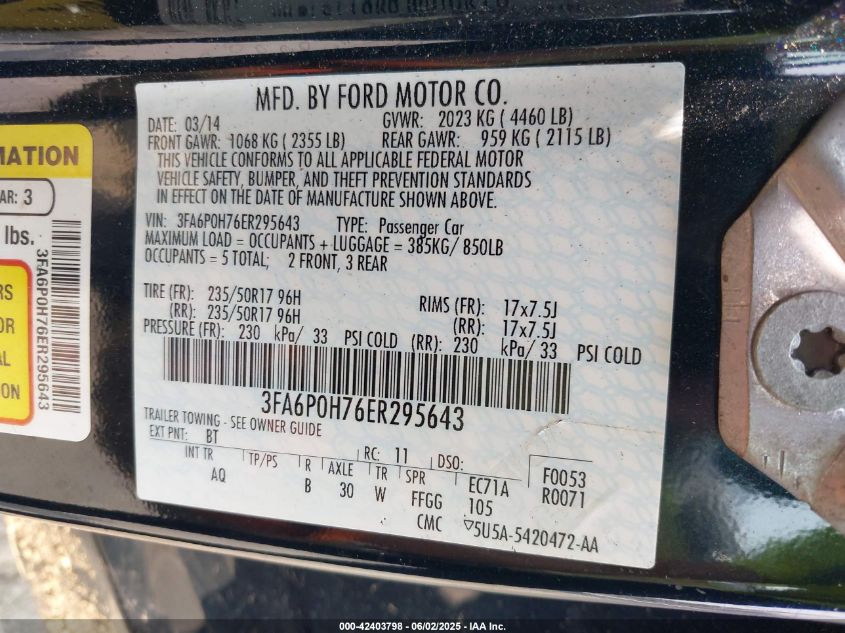 MFD. BY FORD MOTOR CO.
DATE: 03/14 GVWR: 2023 KG ( 4460 LB)
FRONT GAWR: 1068 KG ( 2355 LB) REAR GAWR: 959 KG ( 2115 LB)
THIS VEHICLE CONFORMS TO ALL APPLICABLE FEDERAL MOTOR
VEHICLE SAFETY, BUMPER, AND THEFT PREVENTION STANDARDS
IN EFFECT ON THE DATE OF MANUFACTURE SHOWN ABOVE.
VIN: 3FA6P0H76ER295643 TYPE: Passenger Car
MAXIMUM LOAD = OCCUPANTS + LUGGAGE = 385KG/ 850LB
OCCUPANTS = 5 TOTAL; 2 FRONT, 3 REAR
TIRE (FR): 235/50R17 96H RIMS (FR): 17x7.5J
(RR): 235/50R17 96H (RR): 17x7.5J
PRESSURE (FR): 230 kPa/ 33 PSI COLD (RR): 230 kPa/ 33 PSI COLD
3FA6P0H76ER295643
TRAILER TOWING - SEE OWNER GUIDE
EXT PNT: BT RC: 11 DSO:
INT TR TP/PS R AXLE TR SPR EC71A F0053
AQ B 30 W FFGG 105 R0071
CMC ▽5U5A-5420472-AA
MATION
AR: 3
lbs.
RS
OR
AL
ION
3FA6P0H76ER295643
000-42403798 - 06/02/2025 - IAA Inc.